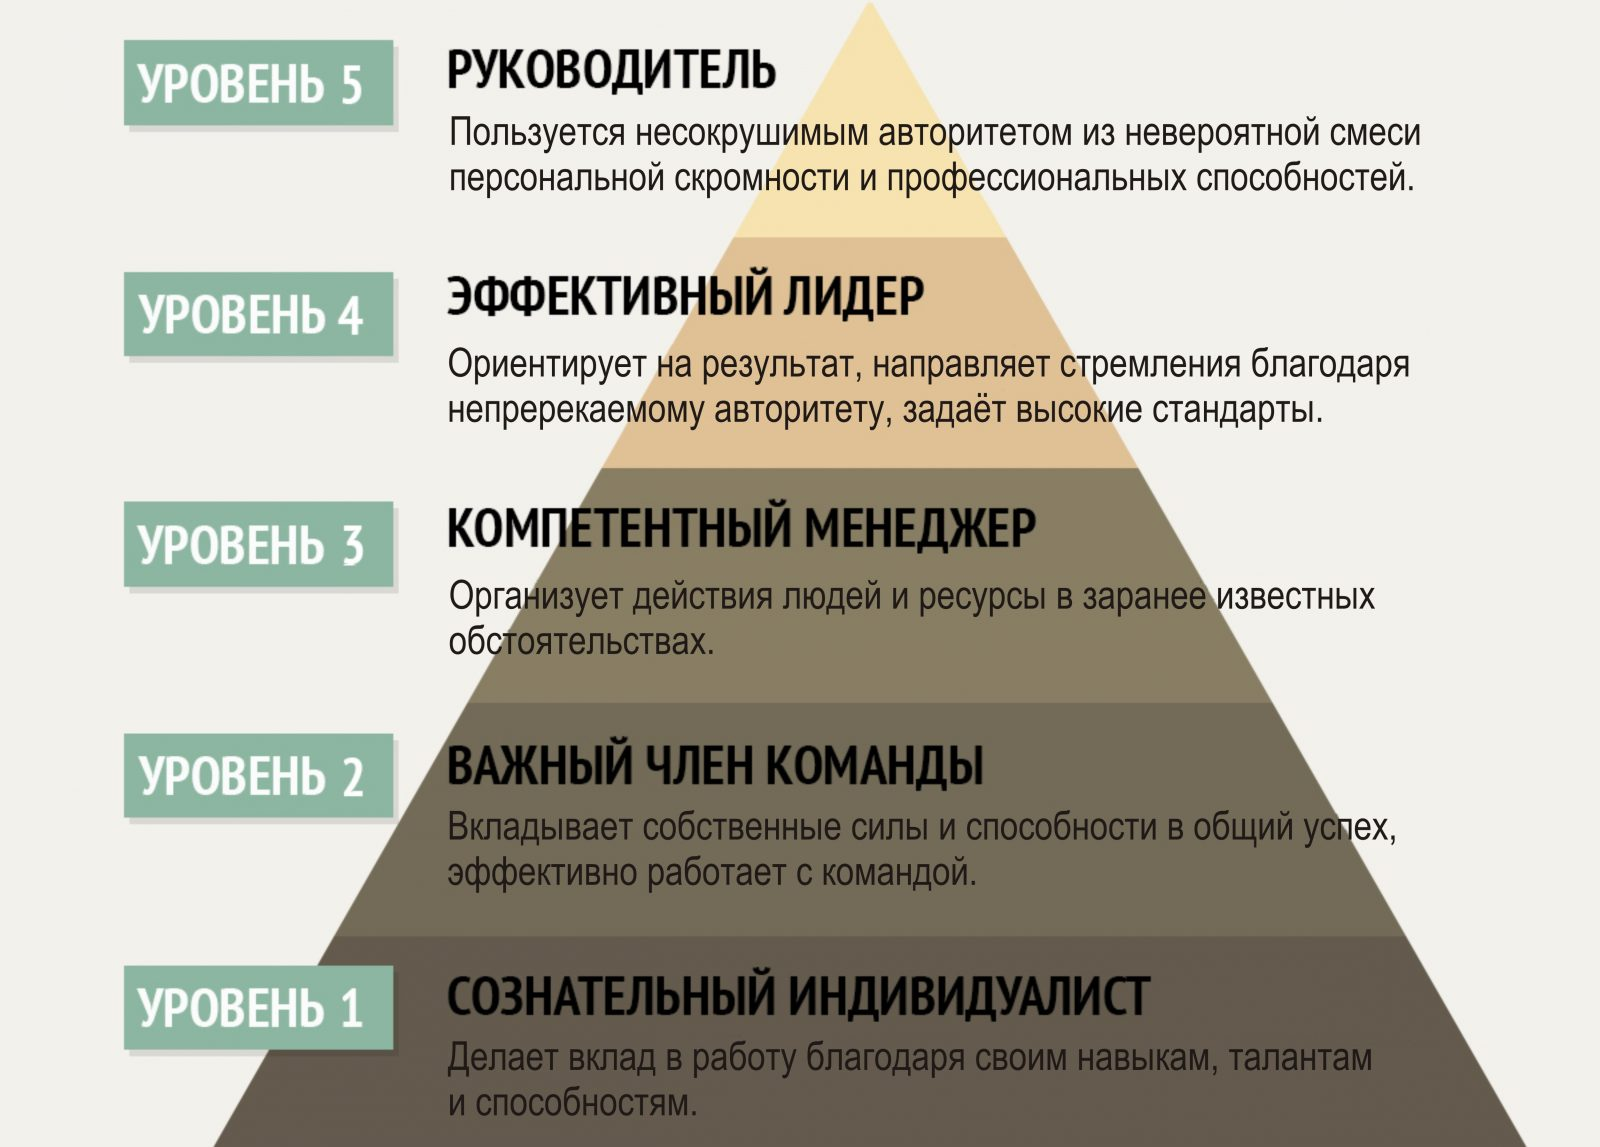 УРОВЕНЬ 5
РУКОВОДИТЕЛЬ
Пользуется несокрушимым авторитетом из невероятной смеси
персональной скромности и профессиональных способностей.
УРОВЕНЬ 4
ЭФФЕКТИВНЫЙ ЛИДЕР
Ориентирует на результат, направляет стремления благодаря
непререкаемому авторитету, задаёт высокие стандарты.
УРОВЕНЬ 3
КОМПЕТЕНТНЫЙ МЕНЕДЖЕР
Организует действия людей и ресурсы в заранее известных
обстоятельствах.
УРОВЕНЬ 2
ВАЖНЫЙ ЧЛЕН КОМАНДЫ
Вкладывает собственные силы и способности в общий успех,
эффективно работает с командой.
УРОВЕНЬ 1
СОЗНАТЕЛЬНЫЙ ИНДИВИДУАЛИСТ
Делает вклад в работу благодаря своим навыкам, талантам
и способностям.